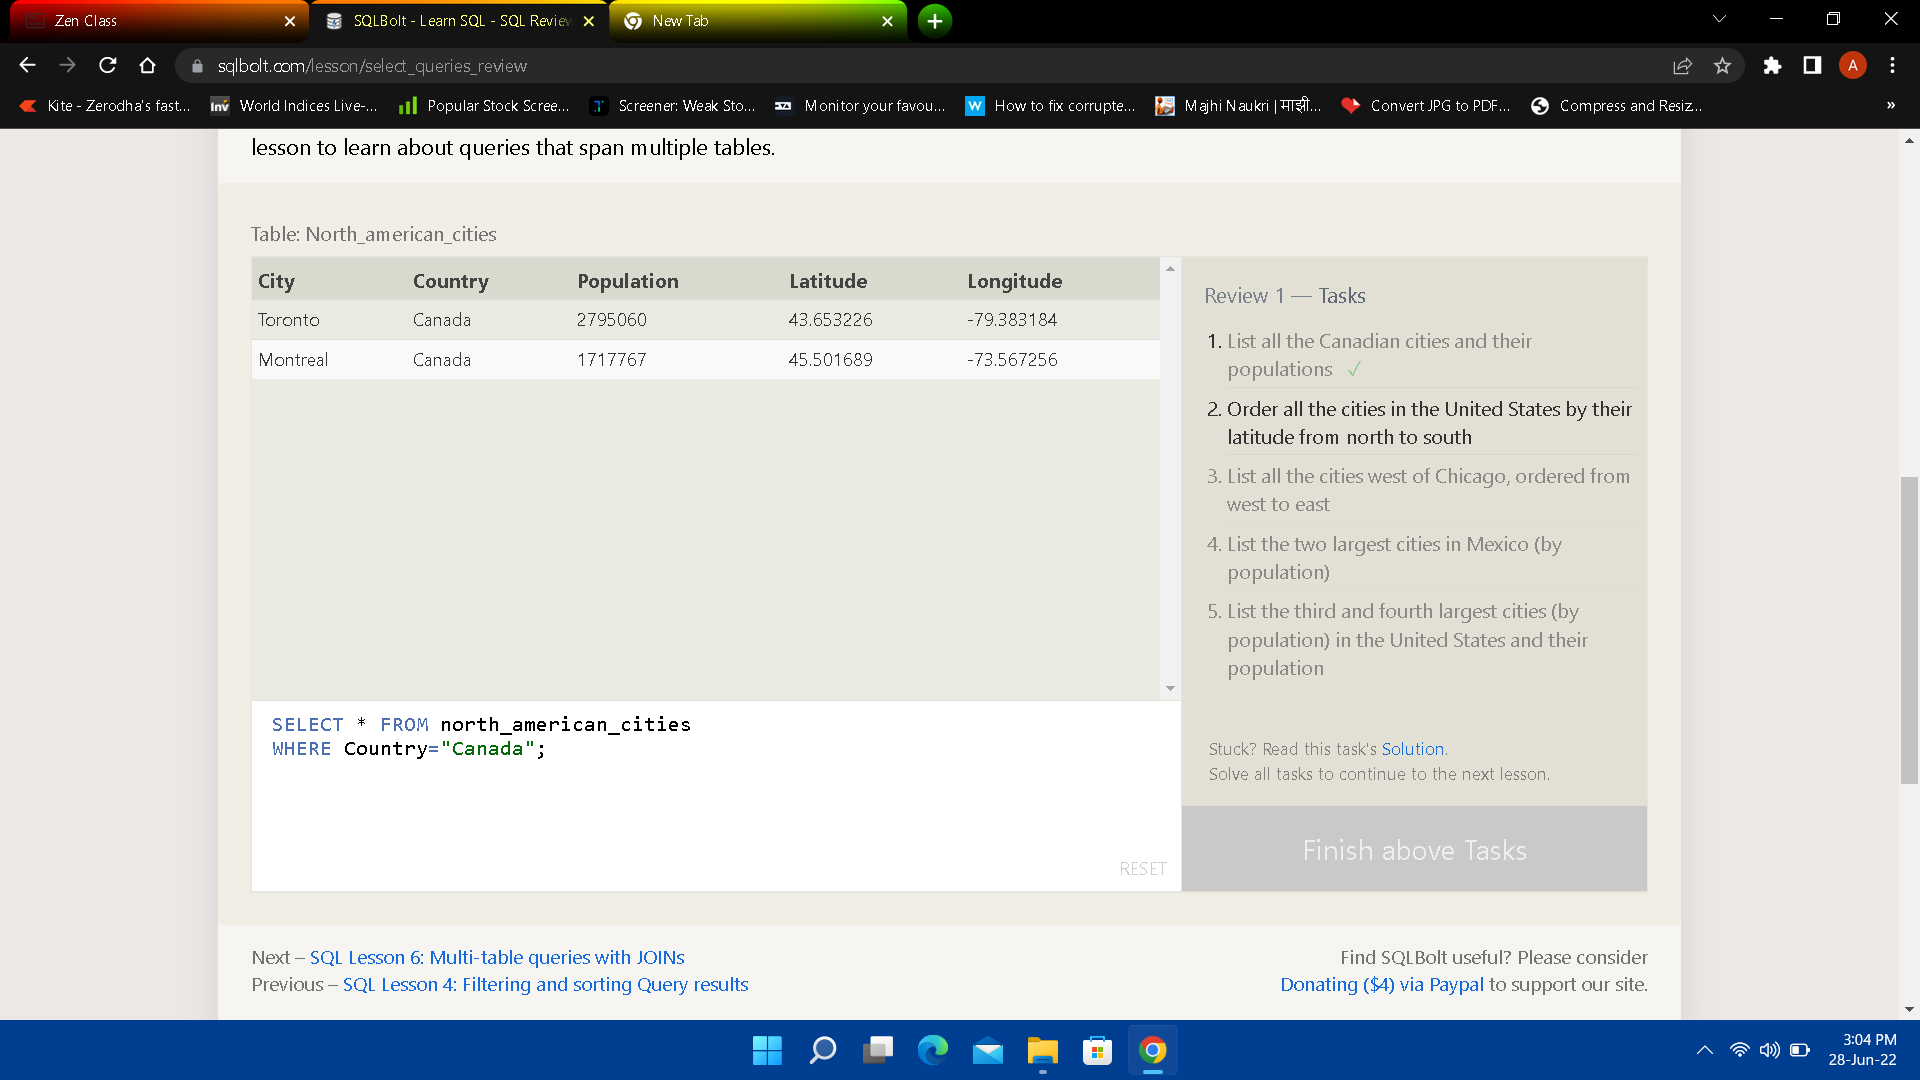 Zen Class
SQLBolt - Learn SQL - SQL Review
New Tab
sqlbolt.com/lesson/select_queries_review
A
Kite - Zerodha's fast...
World Indices Live-...
Popular Stock Scree...
Screener: Weak Sto...
Monitor your favou...
How to fix corrupte...
Majhi Naukri | माझी...
Convert JPG to PDF...
Compress and Resiz...
»
lesson to learn about queries that span multiple tables.
Table: North_american_cities
City Country Population Latitude Longitude
Toronto Canada 2795060 43.653226 -79.383184
Montreal Canada 1717767 45.501689 -73.567256
Review 1 — Tasks
1. List all the Canadian cities and their
populations ✓
2. Order all the cities in the United States by their
latitude from north to south
3. List all the cities west of Chicago, ordered from
west to east
4. List the two largest cities in Mexico (by
population)
5. List the third and fourth largest cities (by
population) in the United States and their
population
SELECT * FROM north_american_cities
WHERE Country="Canada";
RESET
Stuck? Read this task's Solution.
Solve all tasks to continue to the next lesson.
Finish above Tasks
Next – SQL Lesson 6: Multi-table queries with JOINs
Previous – SQL Lesson 4: Filtering and sorting Query results
Find SQLBolt useful? Please consider
Donating ($4) via Paypal to support our site.
3:04 PM
28-Jun-22